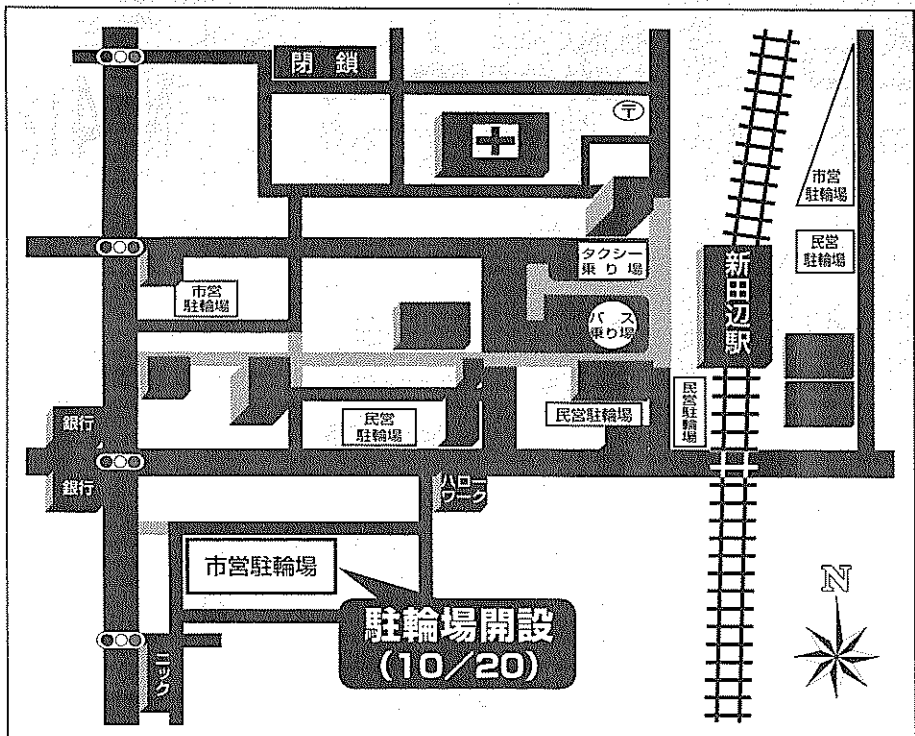 閉鎖
〒
市営
駐輪場
民営
駐輪場
タクシー
乗り場
新田辺駅
市営
駐輪場
バス
乗り場
民営駐輪場
民営
駐輪場
民営駐輪場
銀行
銀行
ハロー
ワーク
市営駐輪場
駐輪場開設
(10/20)
ニック
N